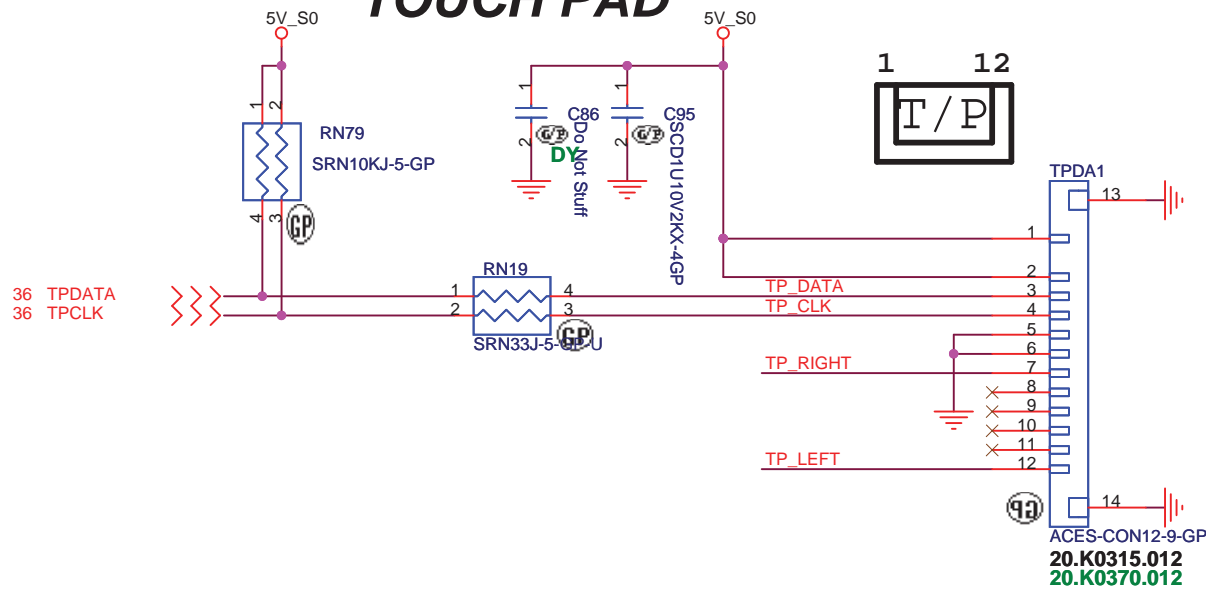 TOUCH PAD
5V_S0
5V_S0
1 12
T/P
1 2
RN79
SRN10KJ-5-GP
4 3
GP
1
2
C86
G/P
DY
Do Not Stuff
1
2
C95
G/P
SCD1U10V2KX-4GP
TPDA1
13
1
2
36 TPDATA
36 TPCLK
RN19
1 4
2 3
GP
SRN33J-5-GP-U
TP_DATA 3
TP_CLK 4
5
6
TP_RIGHT 7
8
9
10
11
TP_LEFT 12
14
GP
ACES-CON12-9-GP
20.K0315.012
20.K0370.012